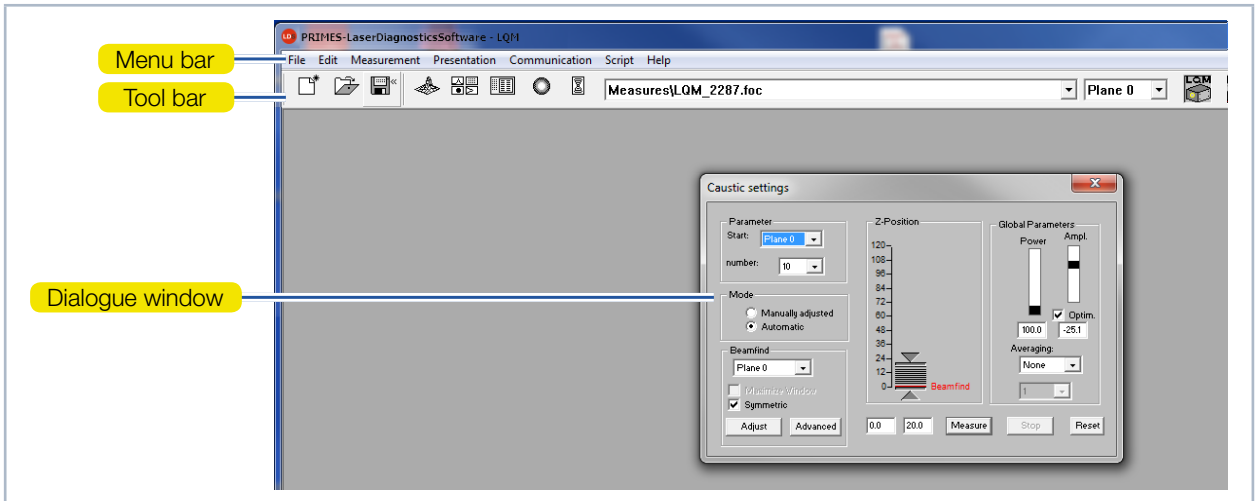 PRIMES-LaserDiagnosticsSoftware - LQM
Menu bar
File Edit Measurement Presentation Communication Script Help
Tool bar
Measures\LQM_2287.foc
Plane 0
LQM
Caustic settings
Parameter
Start: Plane 0
number: 10
Z-Position
120
108
96
84
72
60
48
36
24
12
0
Beamfind
Global Parameters
Power Ampl.
Optim.
100.0 -25.1
Averaging:
None
1
Dialogue window
Mode
Manually adjusted
Automatic
Beamfind
Plane 0
Maximize Window
Symmetric
Adjust Advanced
0.0 20.0 Measure Stop Reset